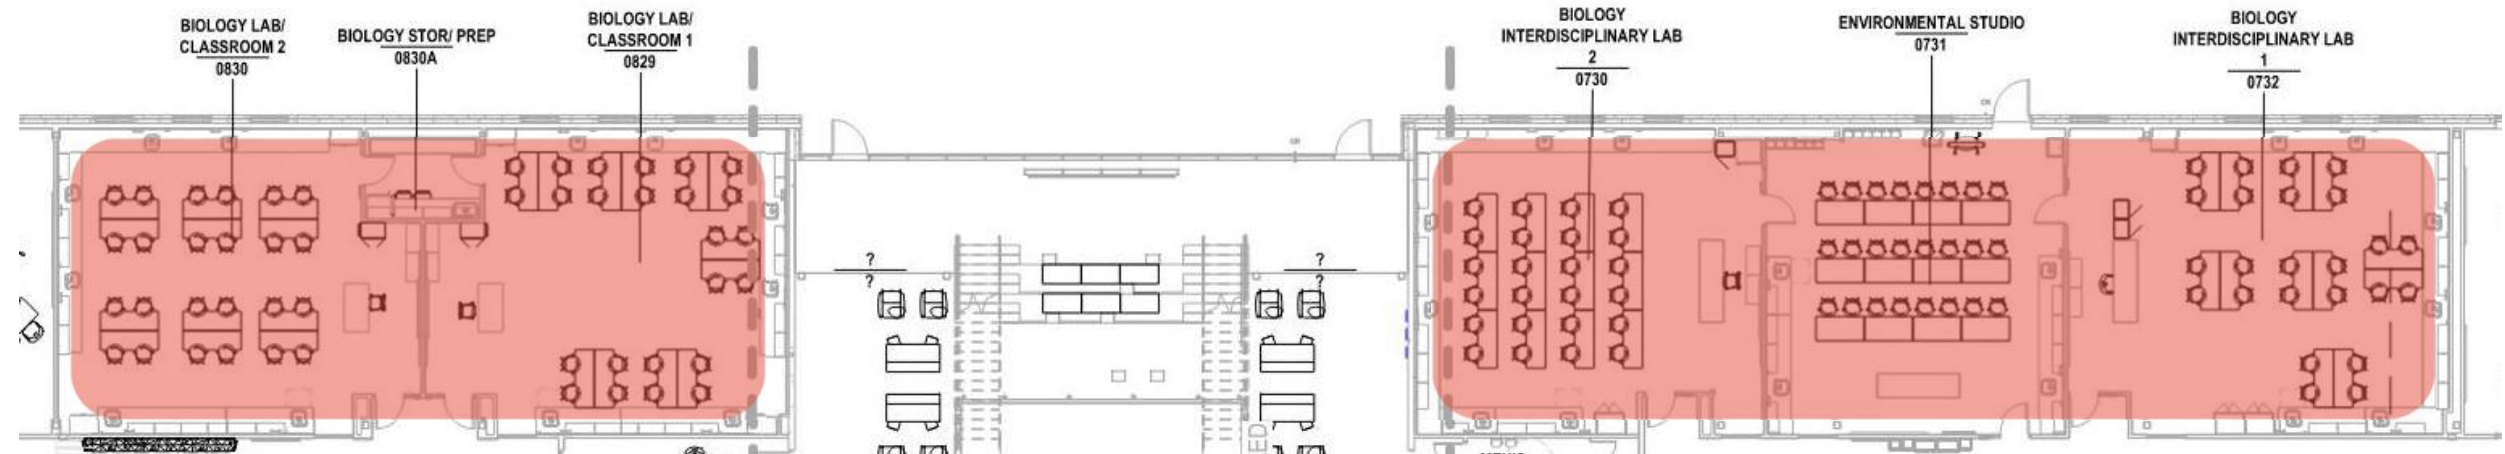 BIOLOGY LAB/
CLASSROOM 2
0830
BIOLOGY STOR/ PREP
0830A
BIOLOGY LAB/
CLASSROOM 1
0829
BIOLOGY
INTERDISCIPLINARY LAB
2
0730
ENVIRONMENTAL STUDIO
0731
BIOLOGY
INTERDISCIPLINARY LAB
1
0732
?
?
?
?